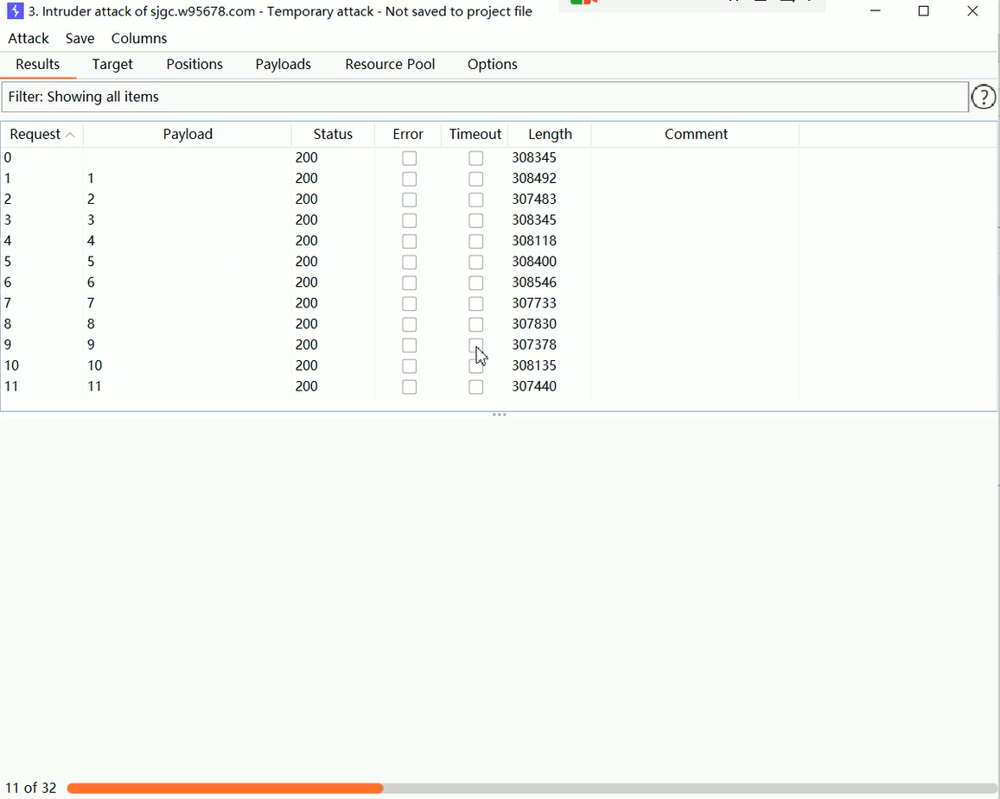 3. Intruder attack of sjgc.w95678.com - Temporary attack - Not saved to project file
Attack Save Columns
Results Target Positions Payloads Resource Pool Options
Filter: Showing all items
?
Request Payload Status Error Timeout Length Comment
0 200 308345
1 1 200 308492
2 2 200 307483
3 3 200 308345
4 4 200 308118
5 5 200 308400
6 6 200 308546
7 7 200 307733
8 8 200 307830
9 9 200 307378
10 10 200 308135
11 11 200 307440
11 of 32